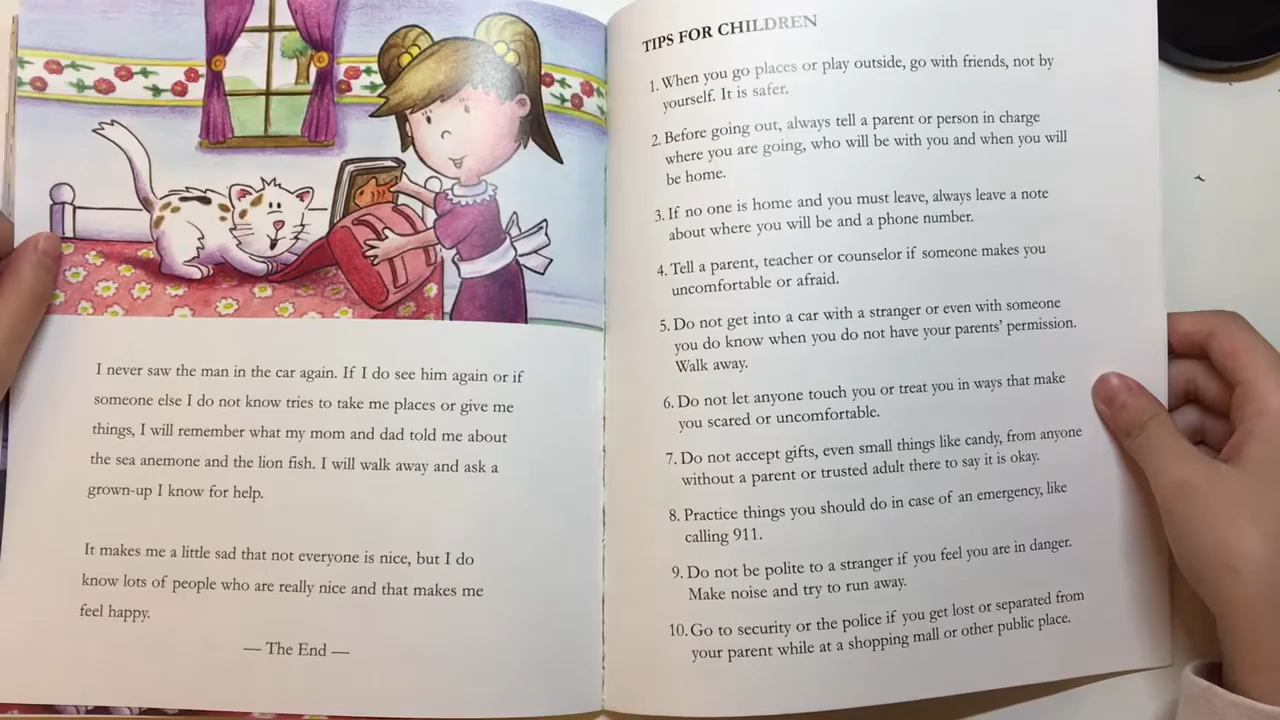 I never saw the man in the car again. If I do see him again or if
someone else I do not know tries to take me places or give me
things, I will remember what my mom and dad told me about
the sea anemone and the lion fish. I will walk away and ask a
grown-up I know for help.
It makes me a little sad that not everyone is nice, but I do
know lots of people who are really nice and that makes me
feel happy.
— The End —
TIPS FOR CHILDREN
1. When you go places or play outside, go with friends, not by
yourself. It is safer.
2. Before going out, always tell a parent or person in charge
where you are going, who will be with you and when you will
be home.
3. If no one is home and you must leave, always leave a note
about where you will be and a phone number.
4. Tell a parent, teacher or counselor if someone makes you
uncomfortable or afraid.
5. Do not get into a car with a stranger or even with someone
you do know when you do not have your parents' permission.
Walk away.
6. Do not let anyone touch you or treat you in ways that make
you scared or uncomfortable.
7. Do not accept gifts, even small things like candy, from anyone
without a parent or trusted adult there to say it is okay.
8. Practice things you should do in case of an emergency, like
calling 911.
9. Do not be polite to a stranger if you feel you are in danger.
Make noise and try to run away.
10. Go to security or the police if you get lost or separated from
your parent while at a shopping mall or other public place.